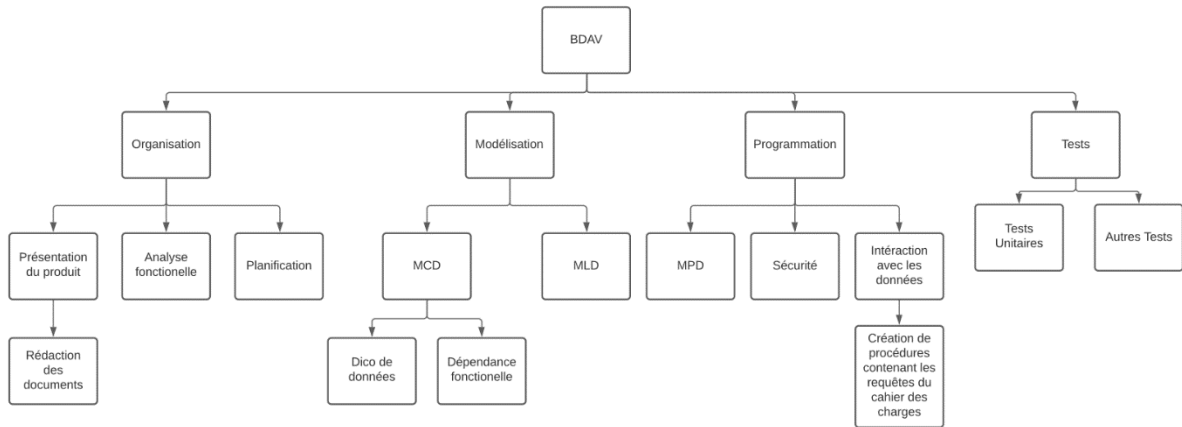 BDAV
Organisation
Modélisation
Programmation
Tests
Présentation
du produit
Analyse
fonctionelle
Planification
MCD
MLD
MPD
Sécurité
Intéraction
avec les
données
Tests
Unitaires
Autres Tests
Rédaction
des
documents
Dico de
données
Dépendance
fonctionelle
Création de
procédures
contenant les
requêtes du
cahier des
charges